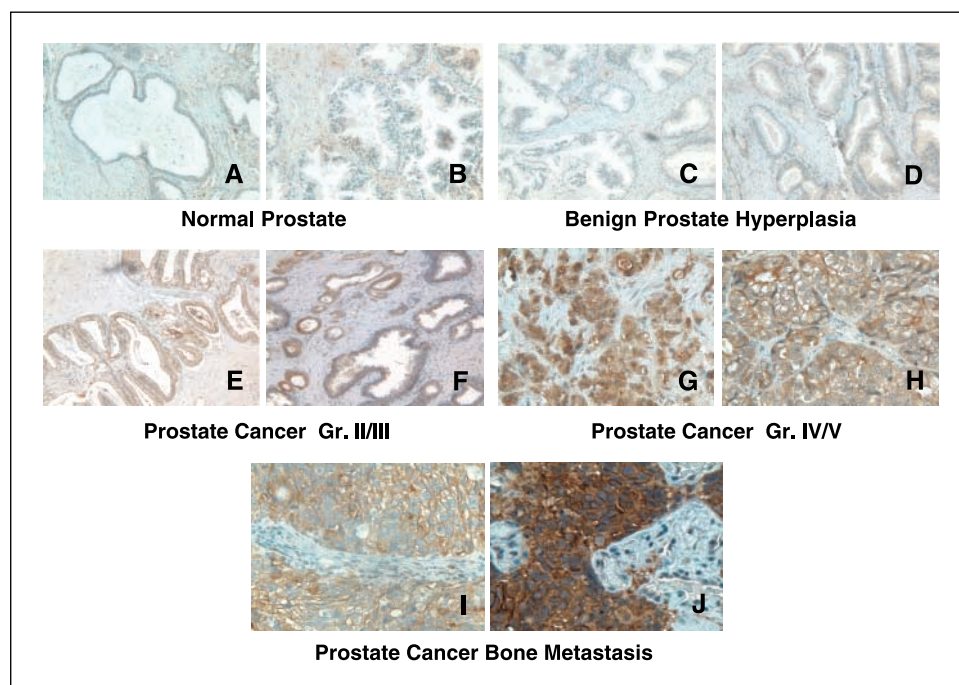 A B C D
Normal Prostate Benign Prostate Hyperplasia
E F G H
Prostate Cancer Gr. II/III Prostate Cancer Gr. IV/V
I J
Prostate Cancer Bone Metastasis